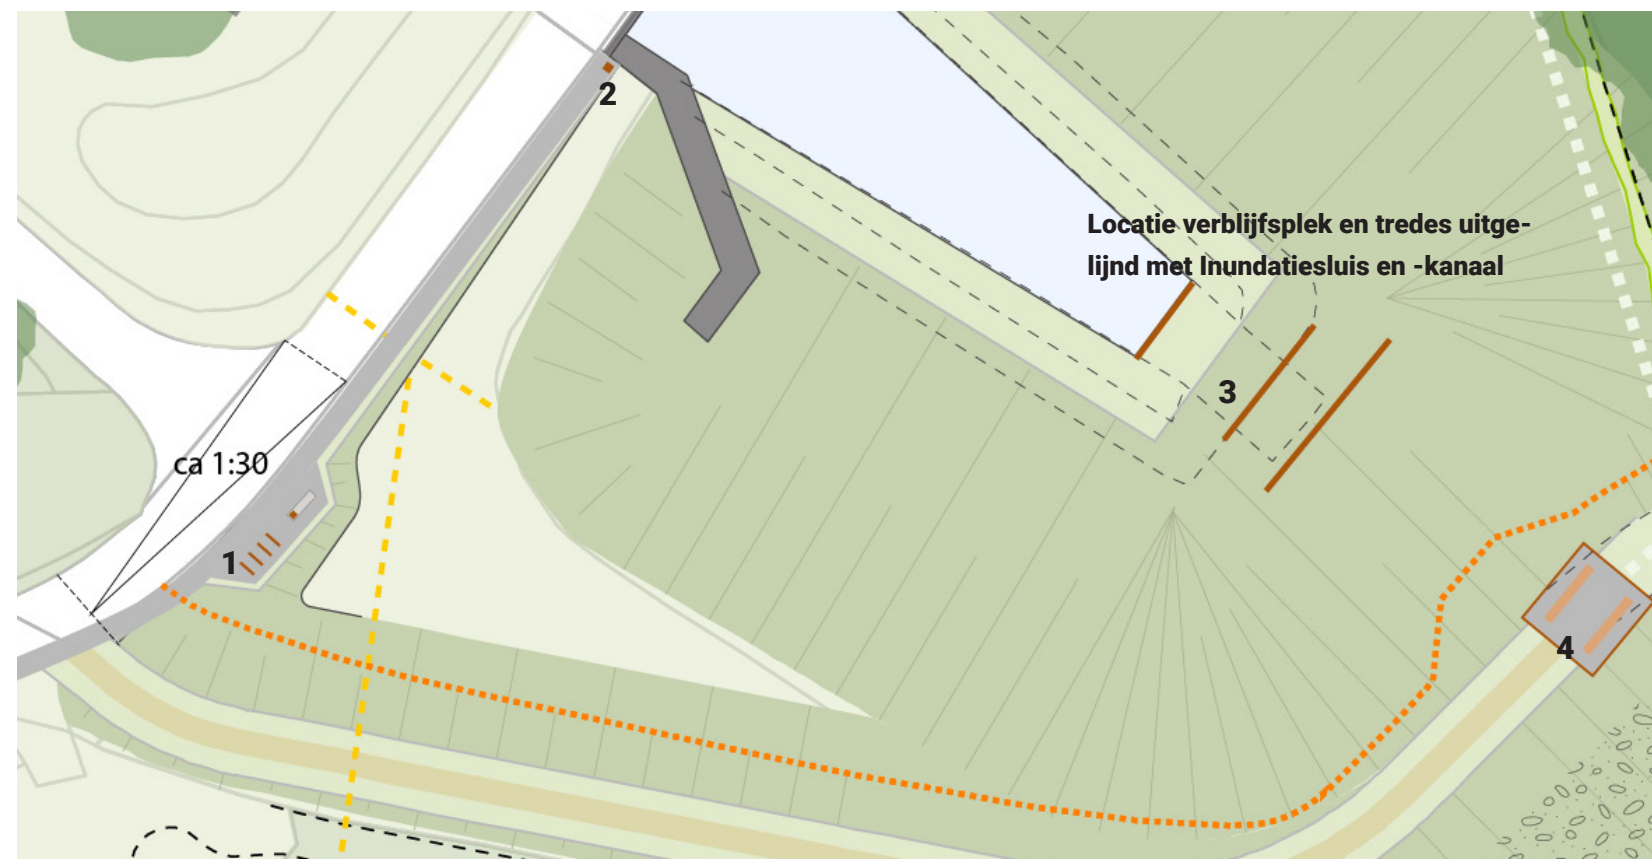 2
Locatie verblijfsplek en tredes uitge-
lijnd met Inundatiesluis en -kanaal
3
ca 1:30
1
4